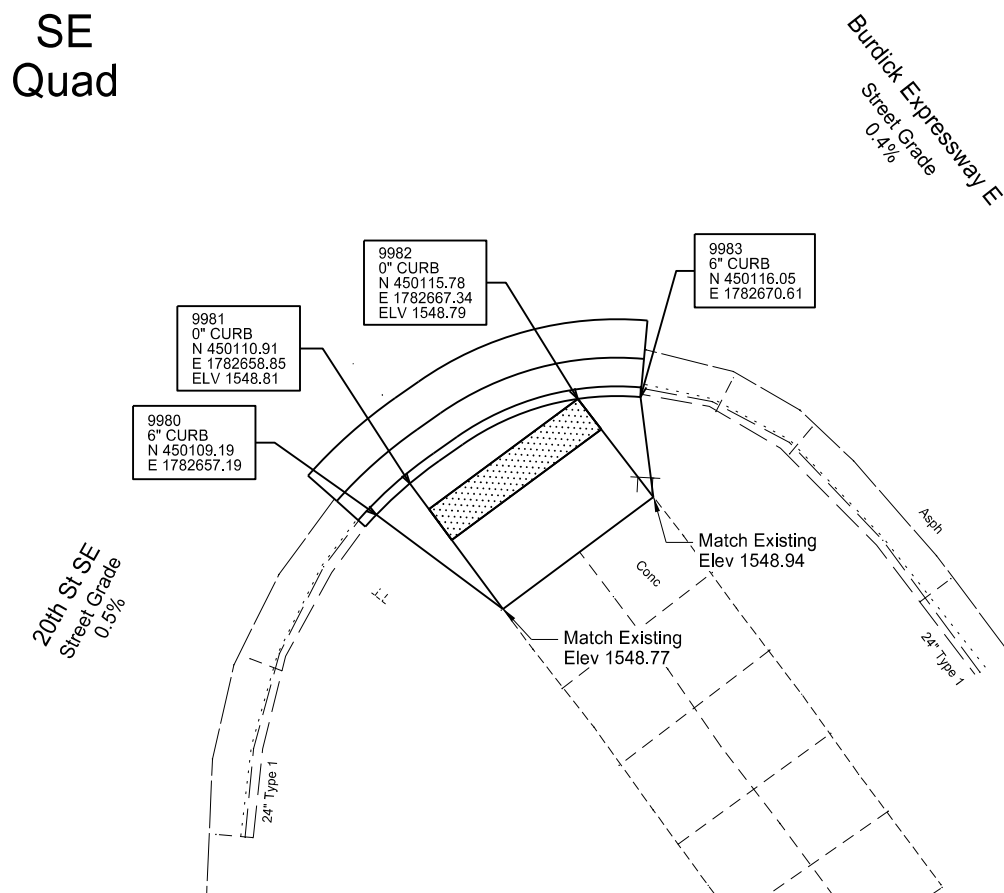 SE
Quad
Burdick Expressway E
Street Grade
0.4%
9982
0" CURB
N 450115.78
E 1782667.34
ELV 1548.79
9983
6" CURB
N 450116.05
E 1782670.61
9981
0" CURB
N 450110.91
E 1782658.85
ELV 1548.81
9980
6" CURB
N 450109.19
E 1782657.19
Asph
Match Existing
Elev 1548.94
Conc
20th St SE
Street Grade
0.5%
Match Existing
Elev 1548.77
24" Type 1
24" Type 1